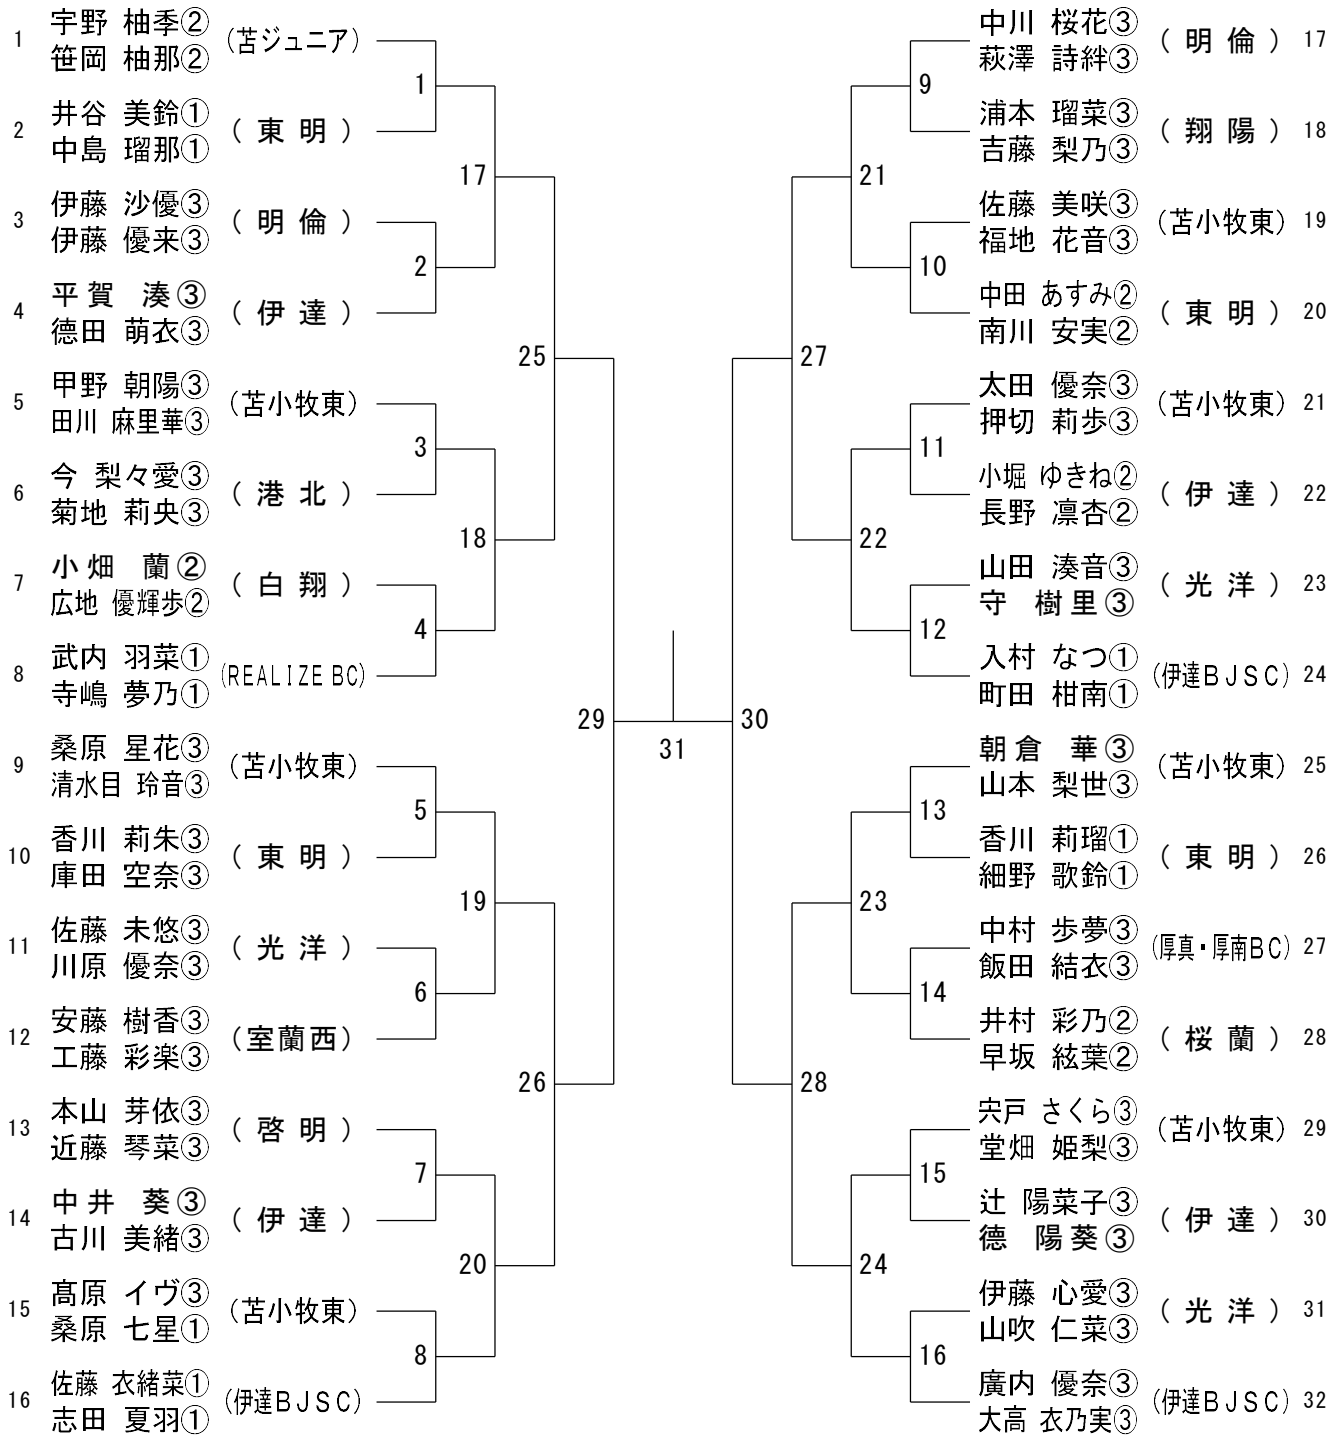 1 宇野 柚季② (苫ジュニア)
笹岡 柚那②
2 井谷 美鈴① (東明)
中島 瑠那①
3 伊藤 沙優③ (明倫)
伊藤 優来③
4 平賀 湊③ (伊達)
德田 萌衣③
5 甲野 朝陽③ (苫小牧東)
田川 麻里華③
6 今 梨々愛③ (港北)
菊地 莉央③
7 小畑 蘭② (白翔)
広地 優輝歩②
8 武内 羽菜① (REALIZE BC)
寺嶋 夢乃①
9 桑原 星花③ (苫小牧東)
清水目 玲音③
10 香川 莉朱③ (東明)
庫田 空奈③
11 佐藤 未悠③ (光洋)
川原 優奈③
12 安藤 樹香③ (室蘭西)
工藤 彩楽③
13 本山 芽依③ (啓明)
近藤 琴菜③
14 中井 葵③ (伊達)
古川 美緒③
15 髙原 イヴ③ (苫小牧東)
桑原 七星①
16 佐藤 衣緒菜① (伊達BJSC)
志田 夏羽①
1
2
3
4
5
6
7
8
17
18
19
20
25
26
29
31
30
27
28
21
22
23
24
9
10
11
12
13
14
15
16
中川 桜花③ (明倫) 17
萩澤 詩絆③
浦本 瑠菜③ (翔陽) 18
吉藤 梨乃③
佐藤 美咲③ (苫小牧東) 19
福地 花音③
中田 あすみ② (東明) 20
南川 安実②
太田 優奈③ (苫小牧東) 21
押切 莉歩③
小堀 ゆきね② (伊達) 22
長野 凛杏②
山田 湊音③ (光洋) 23
守 樹里③
入村 なつ① (伊達BJSC) 24
町田 柑南①
朝倉 華③ (苫小牧東) 25
山本 梨世③
香川 莉瑠① (東明) 26
細野 歌鈴①
中村 歩夢③ (厚真・厚南BC) 27
飯田 結衣③
井村 彩乃② (桜蘭) 28
早坂 絃葉②
宍戸 さくら③ (苫小牧東) 29
堂畑 姫梨③
辻 陽菜子③ (伊達) 30
德 陽葵③
伊藤 心愛③ (光洋) 31
山吹 仁菜③
廣内 優奈③ (伊達BJSC) 32
大高 衣乃実③